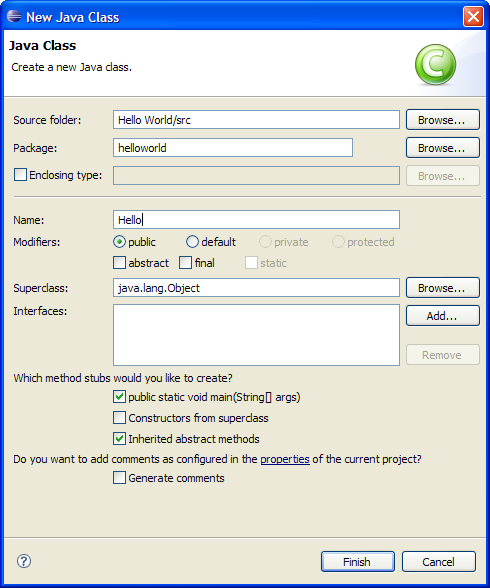 New Java Class
Java Class
Create a new Java class.
C
Source folder: Hello World/src Browse...
Package: helloworld Browse...
Enclosing type: Browse...
Name: Hello
Modifiers: public default private protected
abstract final static
Superclass: java.lang.Object Browse...
Interfaces: Add...
Remove
Which method stubs would you like to create?
public static void main(String[] args)
Constructors from superclass
Inherited abstract methods
Do you want to add comments as configured in the properties of the current project?
Generate comments
? Finish Cancel